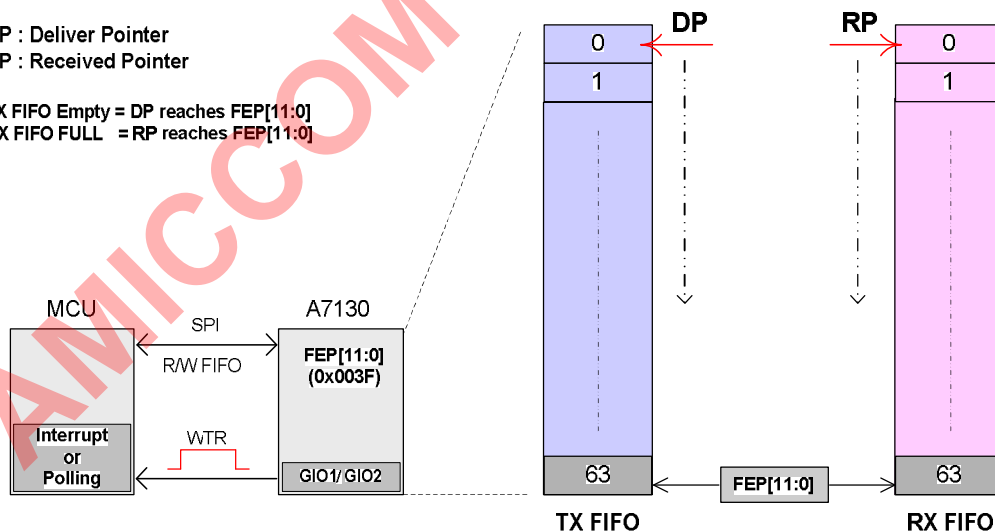 P : Deliver Pointer
P : Received Pointer
X FIFO Empty = DP reaches FEP[11:0]
X FIFO FULL = RP reaches FEP[11:0]
DP
RP
0
0
1
1
MCU
A7130
SPI
R/W FIFO
FEP[11:0]
(0x003F)
WTR
Interrupt
or
Polling
GIO1/ GIO2
63
63
FEP[11:0]
TX FIFO
RX FIFO
AMICCOM